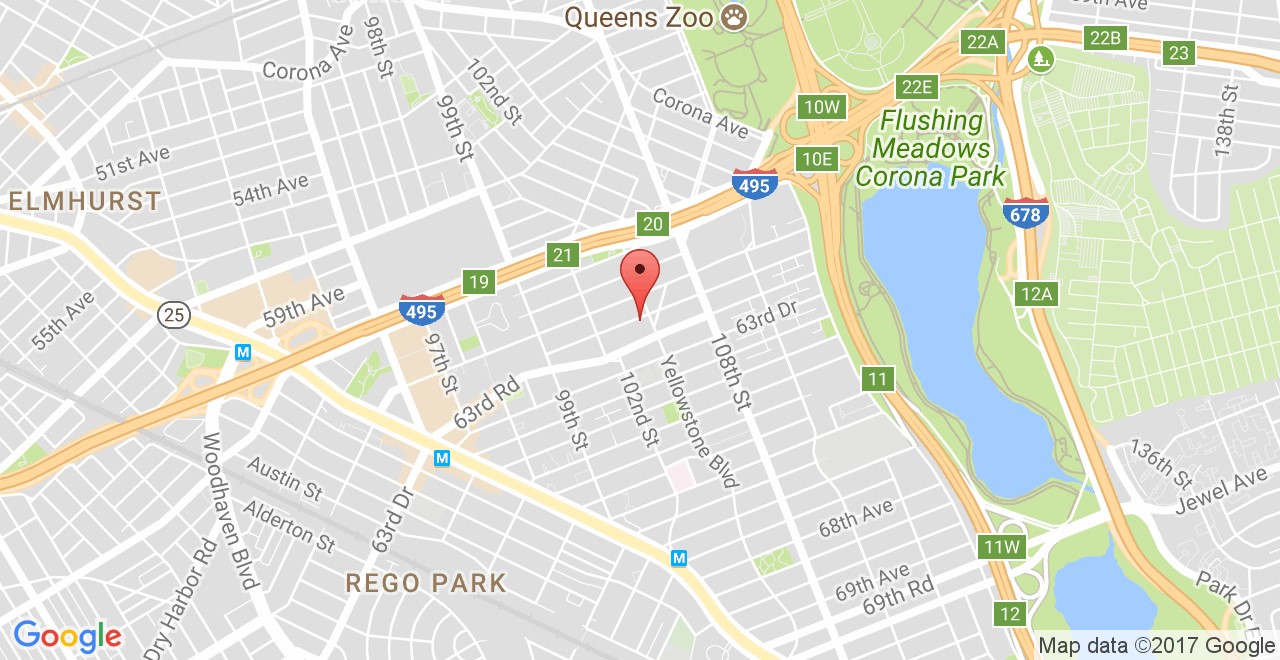 Queens Zoo
69th Ave
98th St
Corona Ave
102nd St
22A
22B
23
22E
99th St
Corona Ave
10W
138th St
Flushing
Meadows
Corona Park
51st Ave
10E
54th Ave
ELMHURST
495
678
20
21
19
59th Ave
12A
495
25
55th Ave
63rd Dr
M
97th St
108th St
11
63rd Rd
99th St
102nd St
Yellowstone Blvd
M
Woodhaven Blvd
Austin St
136th St
Jewel Ave
63rd Dr
Alderton St
68th Ave
11W
M
REGO PARK
69th Ave
69th Rd
Dry Harbor Rd
12
Park Dr E
Google
Map data ©2017 Google